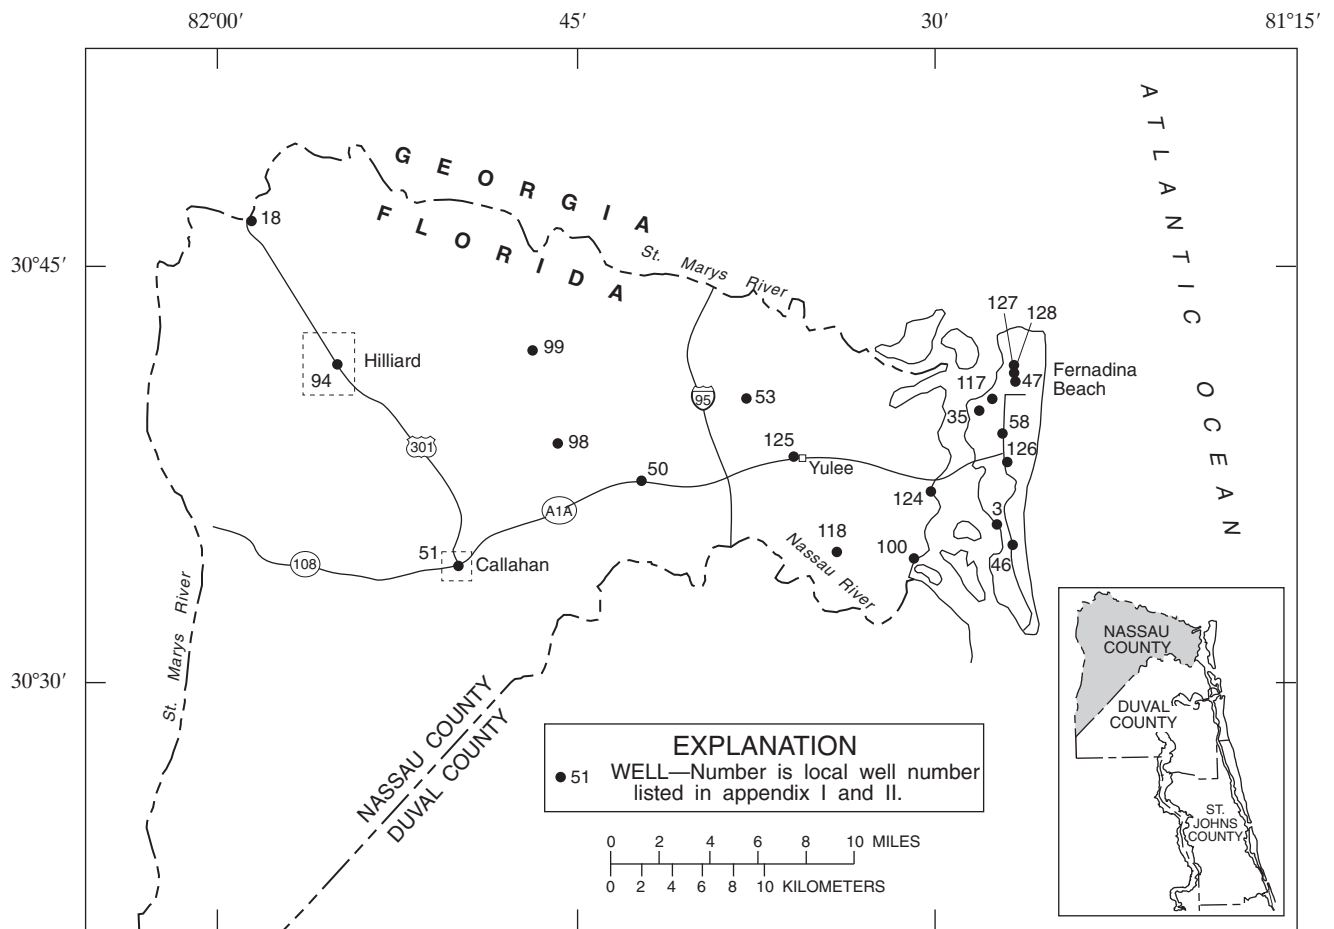 82°00′ 45′ 30′ 81°15′
ATLANTIC OCEAN
GEORGIA
FLORIDA
18
St. Marys River
30°45′
127
128
99
Hilliard
94
117
47
Fernadina
Beach
95
53
35
58
301
98
125
126
50
Yulee
124
A1A
3
118
51
Callahan
108
100
46
Nassau River
St. Marys River
30°30′
NASSAU COUNTY
DUVAL COUNTY
EXPLANATION
51 WELL—Number is local well number
listed in appendix I and II.
0 2 4 6 8 10 MILES
0 2 4 6 8 10 KILOMETERS
NASSAU
COUNTY
DUVAL
COUNTY
ST.
JOHNS
COUNTY